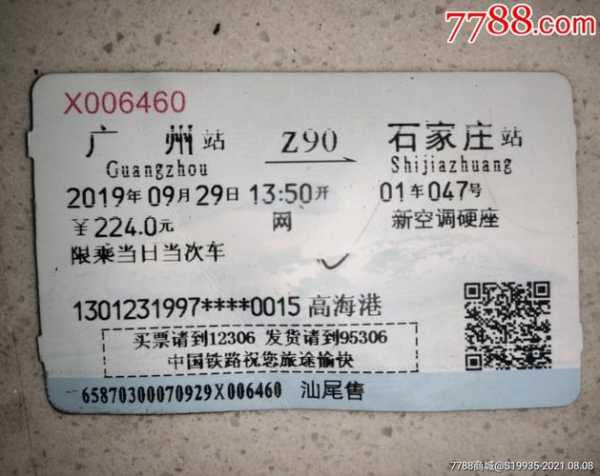 7788.com
X006460
广州站 Z90 石家庄站
Guangzhou Shijiazhuang
2019年09月29日 13:50开 01车047号
￥224.0元 网 新空调硬座
限乘当日当次车
1301231997****0015 高海港
买票请到12306 发货请到95306
中国铁路祝您旅途愉快
65870300070929X006460 汕尾售
7788商城@S19935-2021.08.08